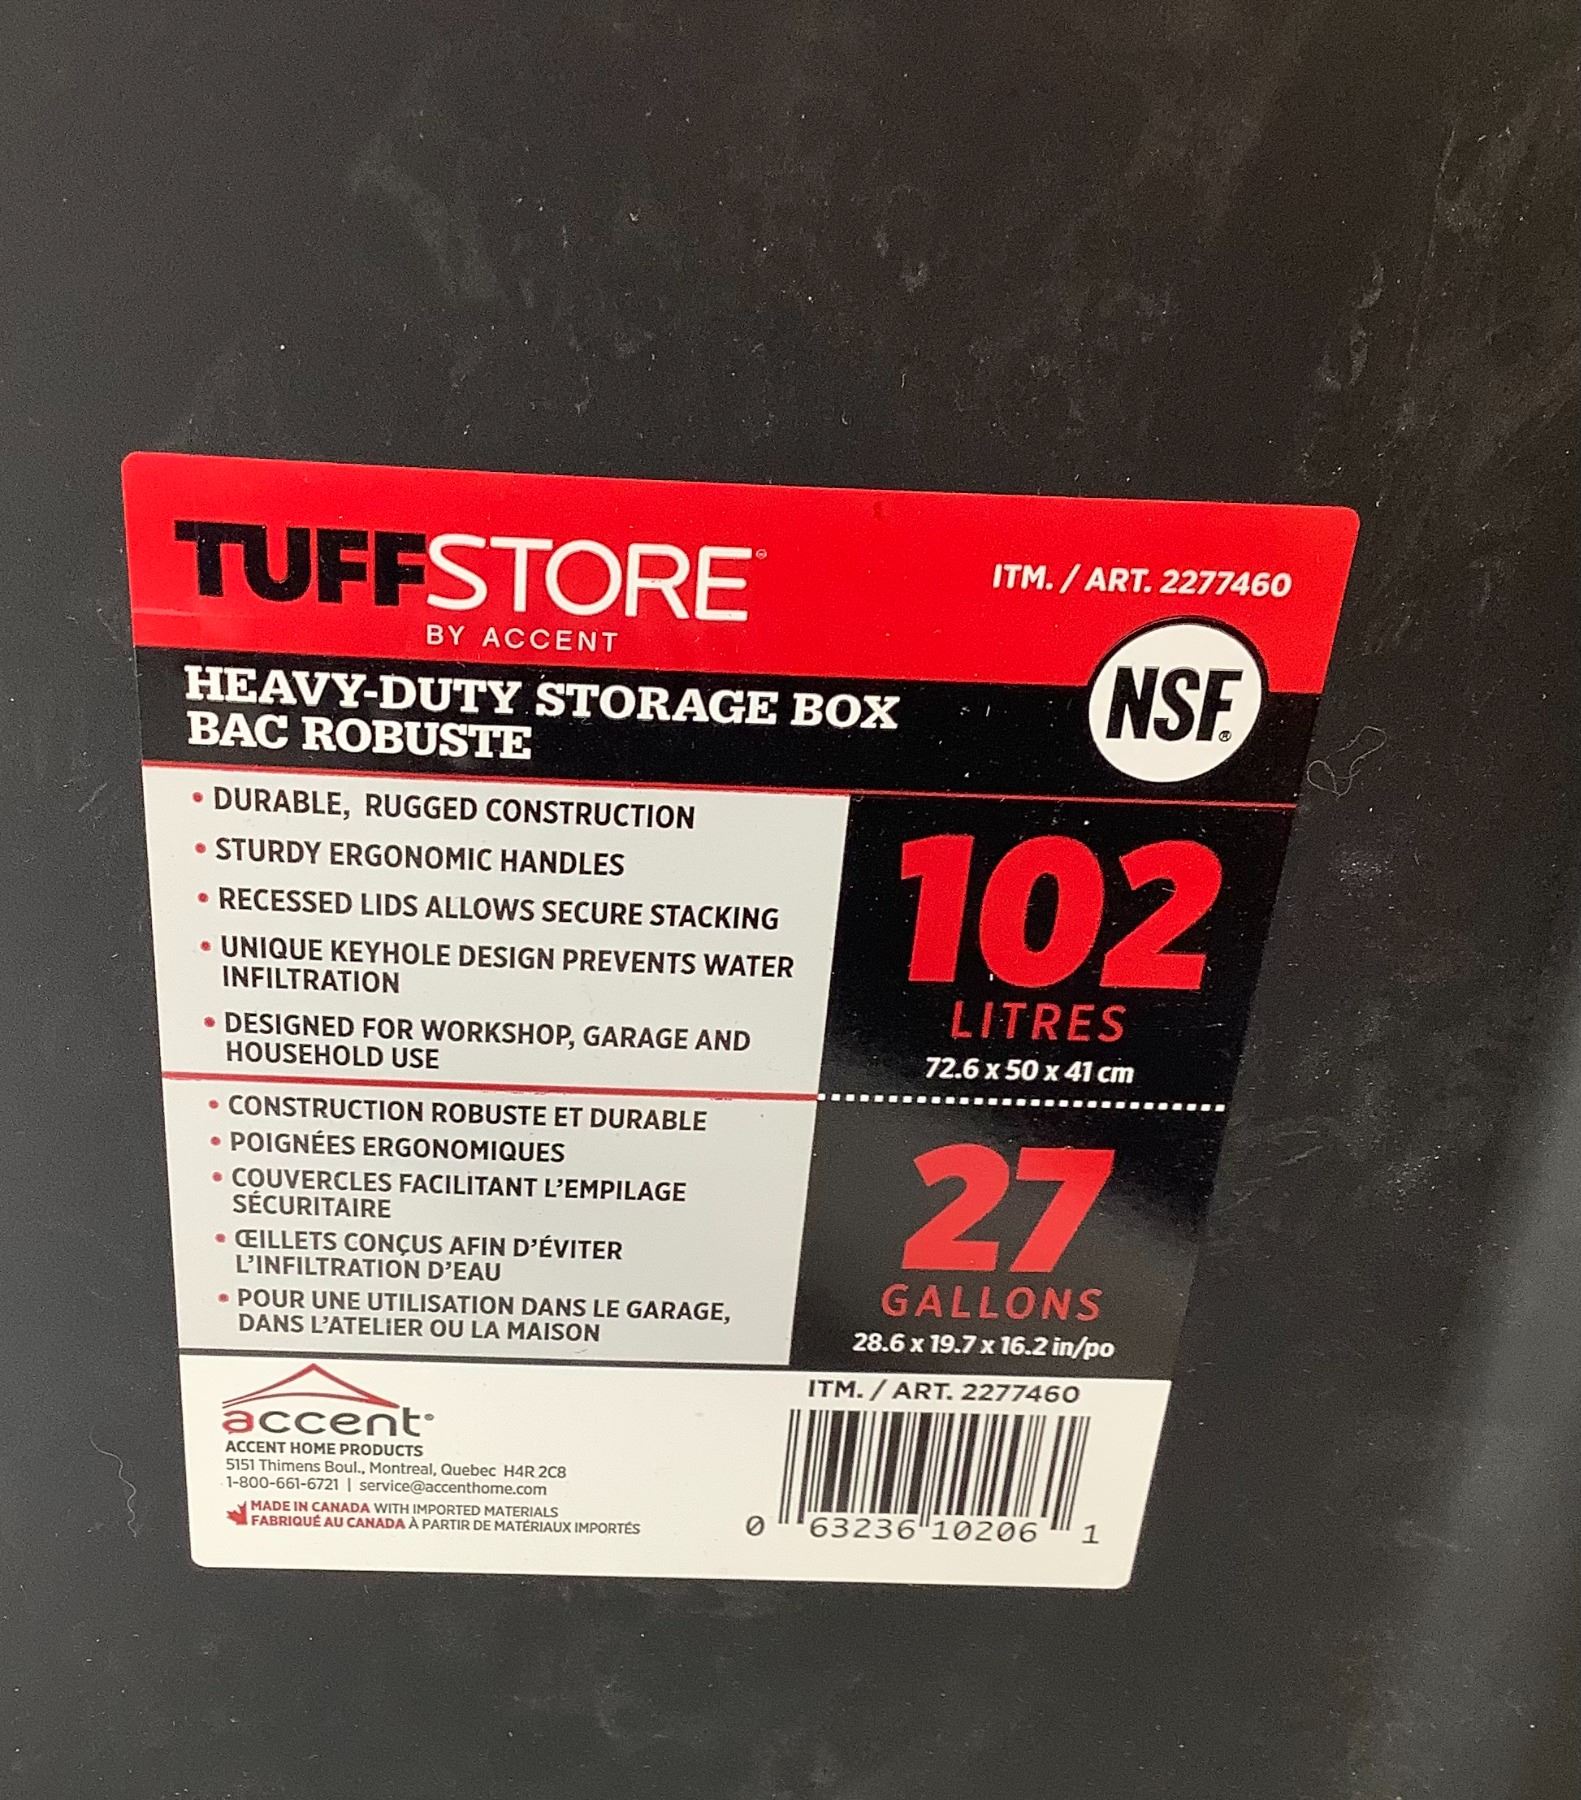 TUFFSTORE®
BY ACCENT
ITM. / ART. 2277460
NSF®
HEAVY-DUTY STORAGE BOX
BAC ROBUSTE
• DURABLE, RUGGED CONSTRUCTION
• STURDY ERGONOMIC HANDLES
• RECESSED LIDS ALLOWS SECURE STACKING
• UNIQUE KEYHOLE DESIGN PREVENTS WATER
INFILTRATION
• DESIGNED FOR WORKSHOP, GARAGE AND
HOUSEHOLD USE
• CONSTRUCTION ROBUSTE ET DURABLE
• POIGNÉES ERGONOMIQUES
• COUVERCLES FACILITANT L'EMPILAGE
SÉCURITAIRE
• ŒILLETS CONÇUS AFIN D'ÉVITER
L'INFILTRATION D'EAU
• POUR UNE UTILISATION DANS LE GARAGE,
DANS L'ATELIER OU LA MAISON
102
LITRES
72.6 x 50 x 41 cm
27
GALLONS
28.6 x 19.7 x 16.2 in/po
accent®
ACCENT HOME PRODUCTS
5151 Thimens Boul., Montreal, Quebec H4R 2C8
1-800-661-6721 | service@accenthome.com
MADE IN CANADA WITH IMPORTED MATERIALS
FABRIQUÉ AU CANADA À PARTIR DE MATÉRIAUX IMPORTÉS
ITM. / ART. 2277460
0 63236 10206 1